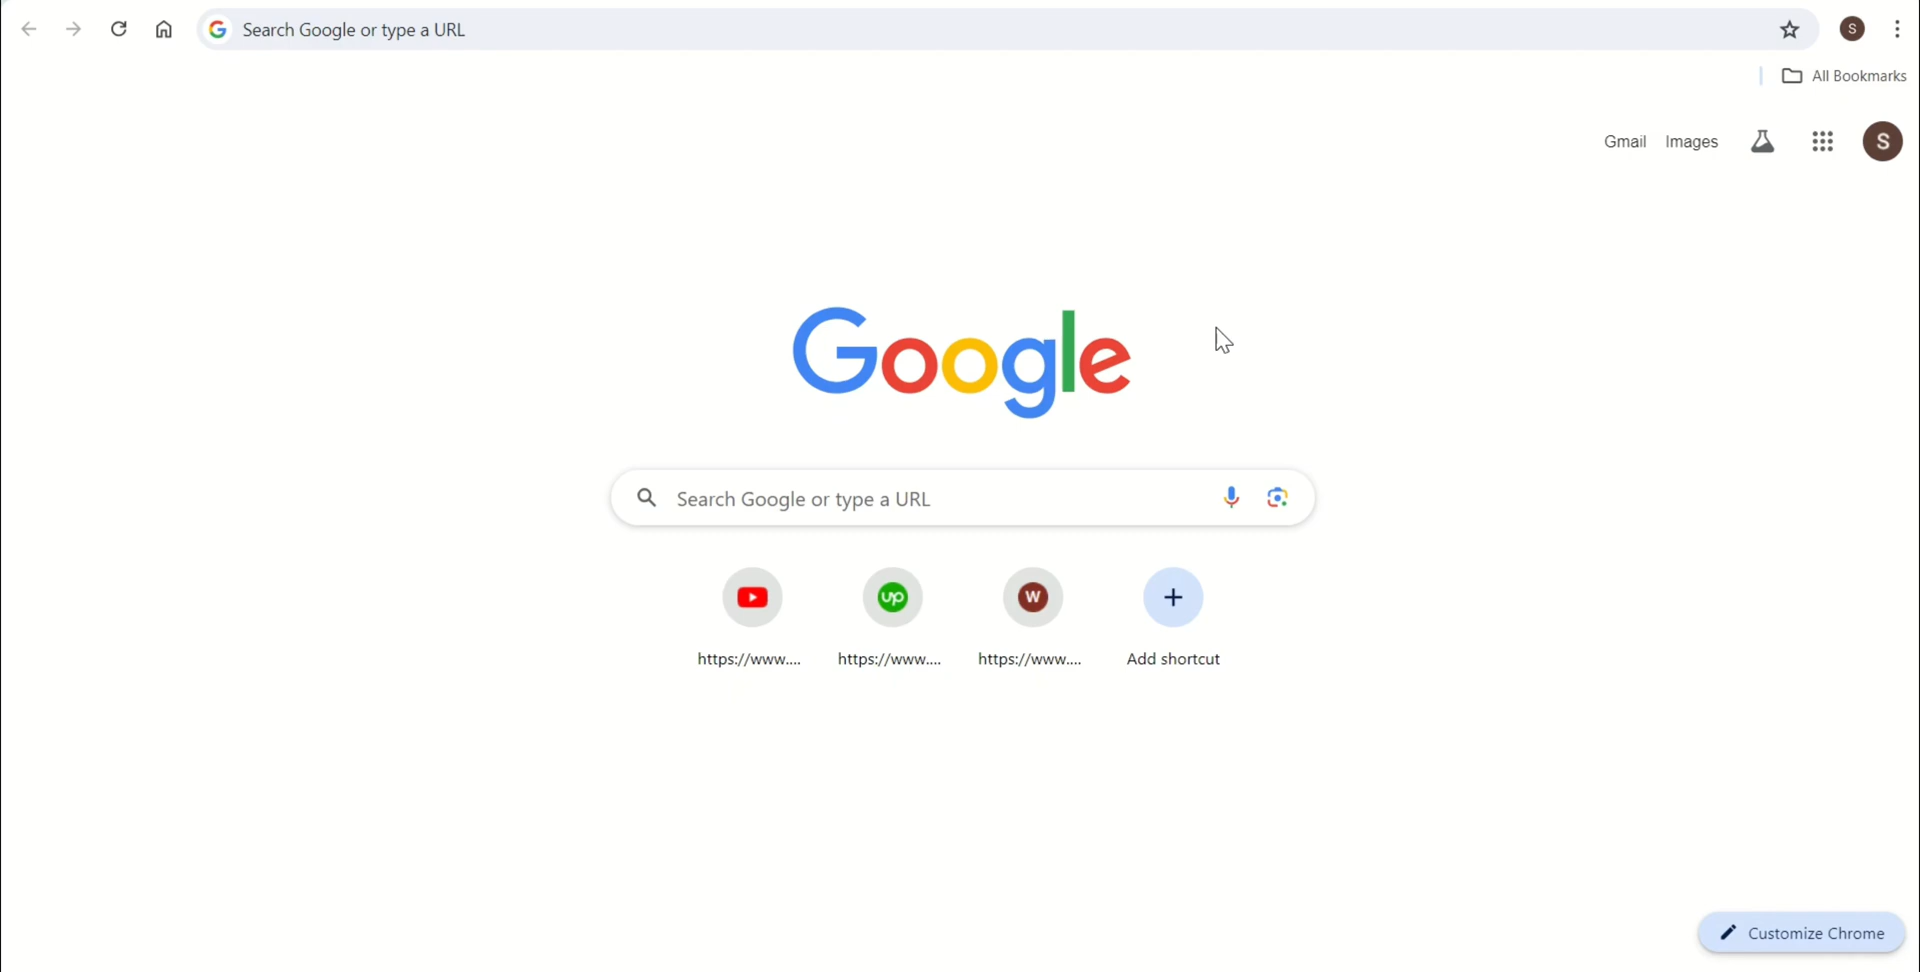 Search Google or type a URL
S
All Bookmarks
Gmail Images
S
Google
Search Google or type a URL
up W
https://www.... https://www.... https://www.... Add shortcut
Customize Chrome